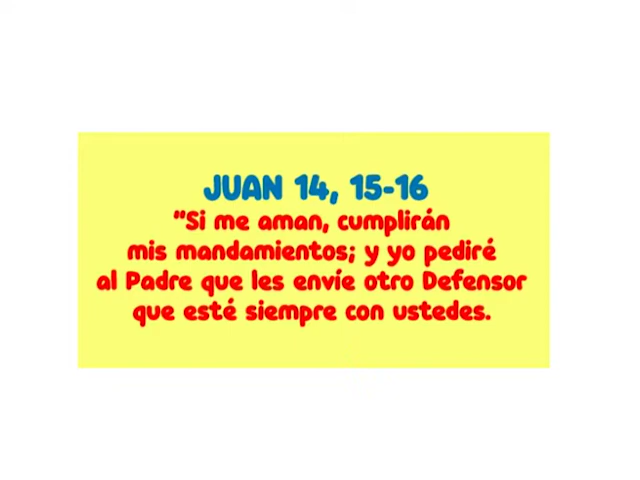 JUAN 14, 15-16
"Si me aman, cumplirán
mis mandamientos; y yo pediré
al Padre que les envíe otro Defensor
que esté siempre con ustedes.